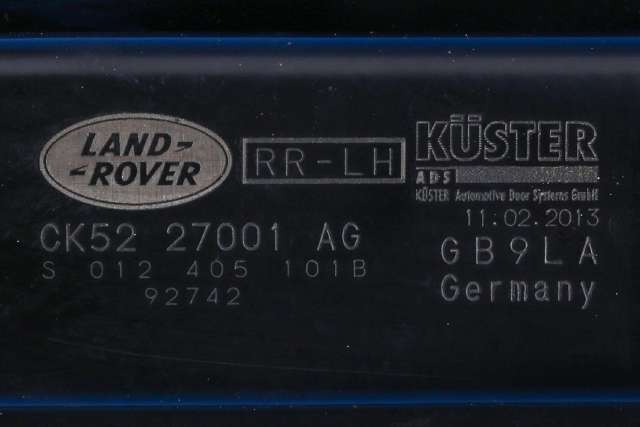 LAND-
-ROVER
RR-LH
KÜSTER
ADS
KÜSTER Automotive Door Systems GmbH
11.02.2013
CK52 27001 AG
GB9LA
S 012 405 101B
Germany
92742